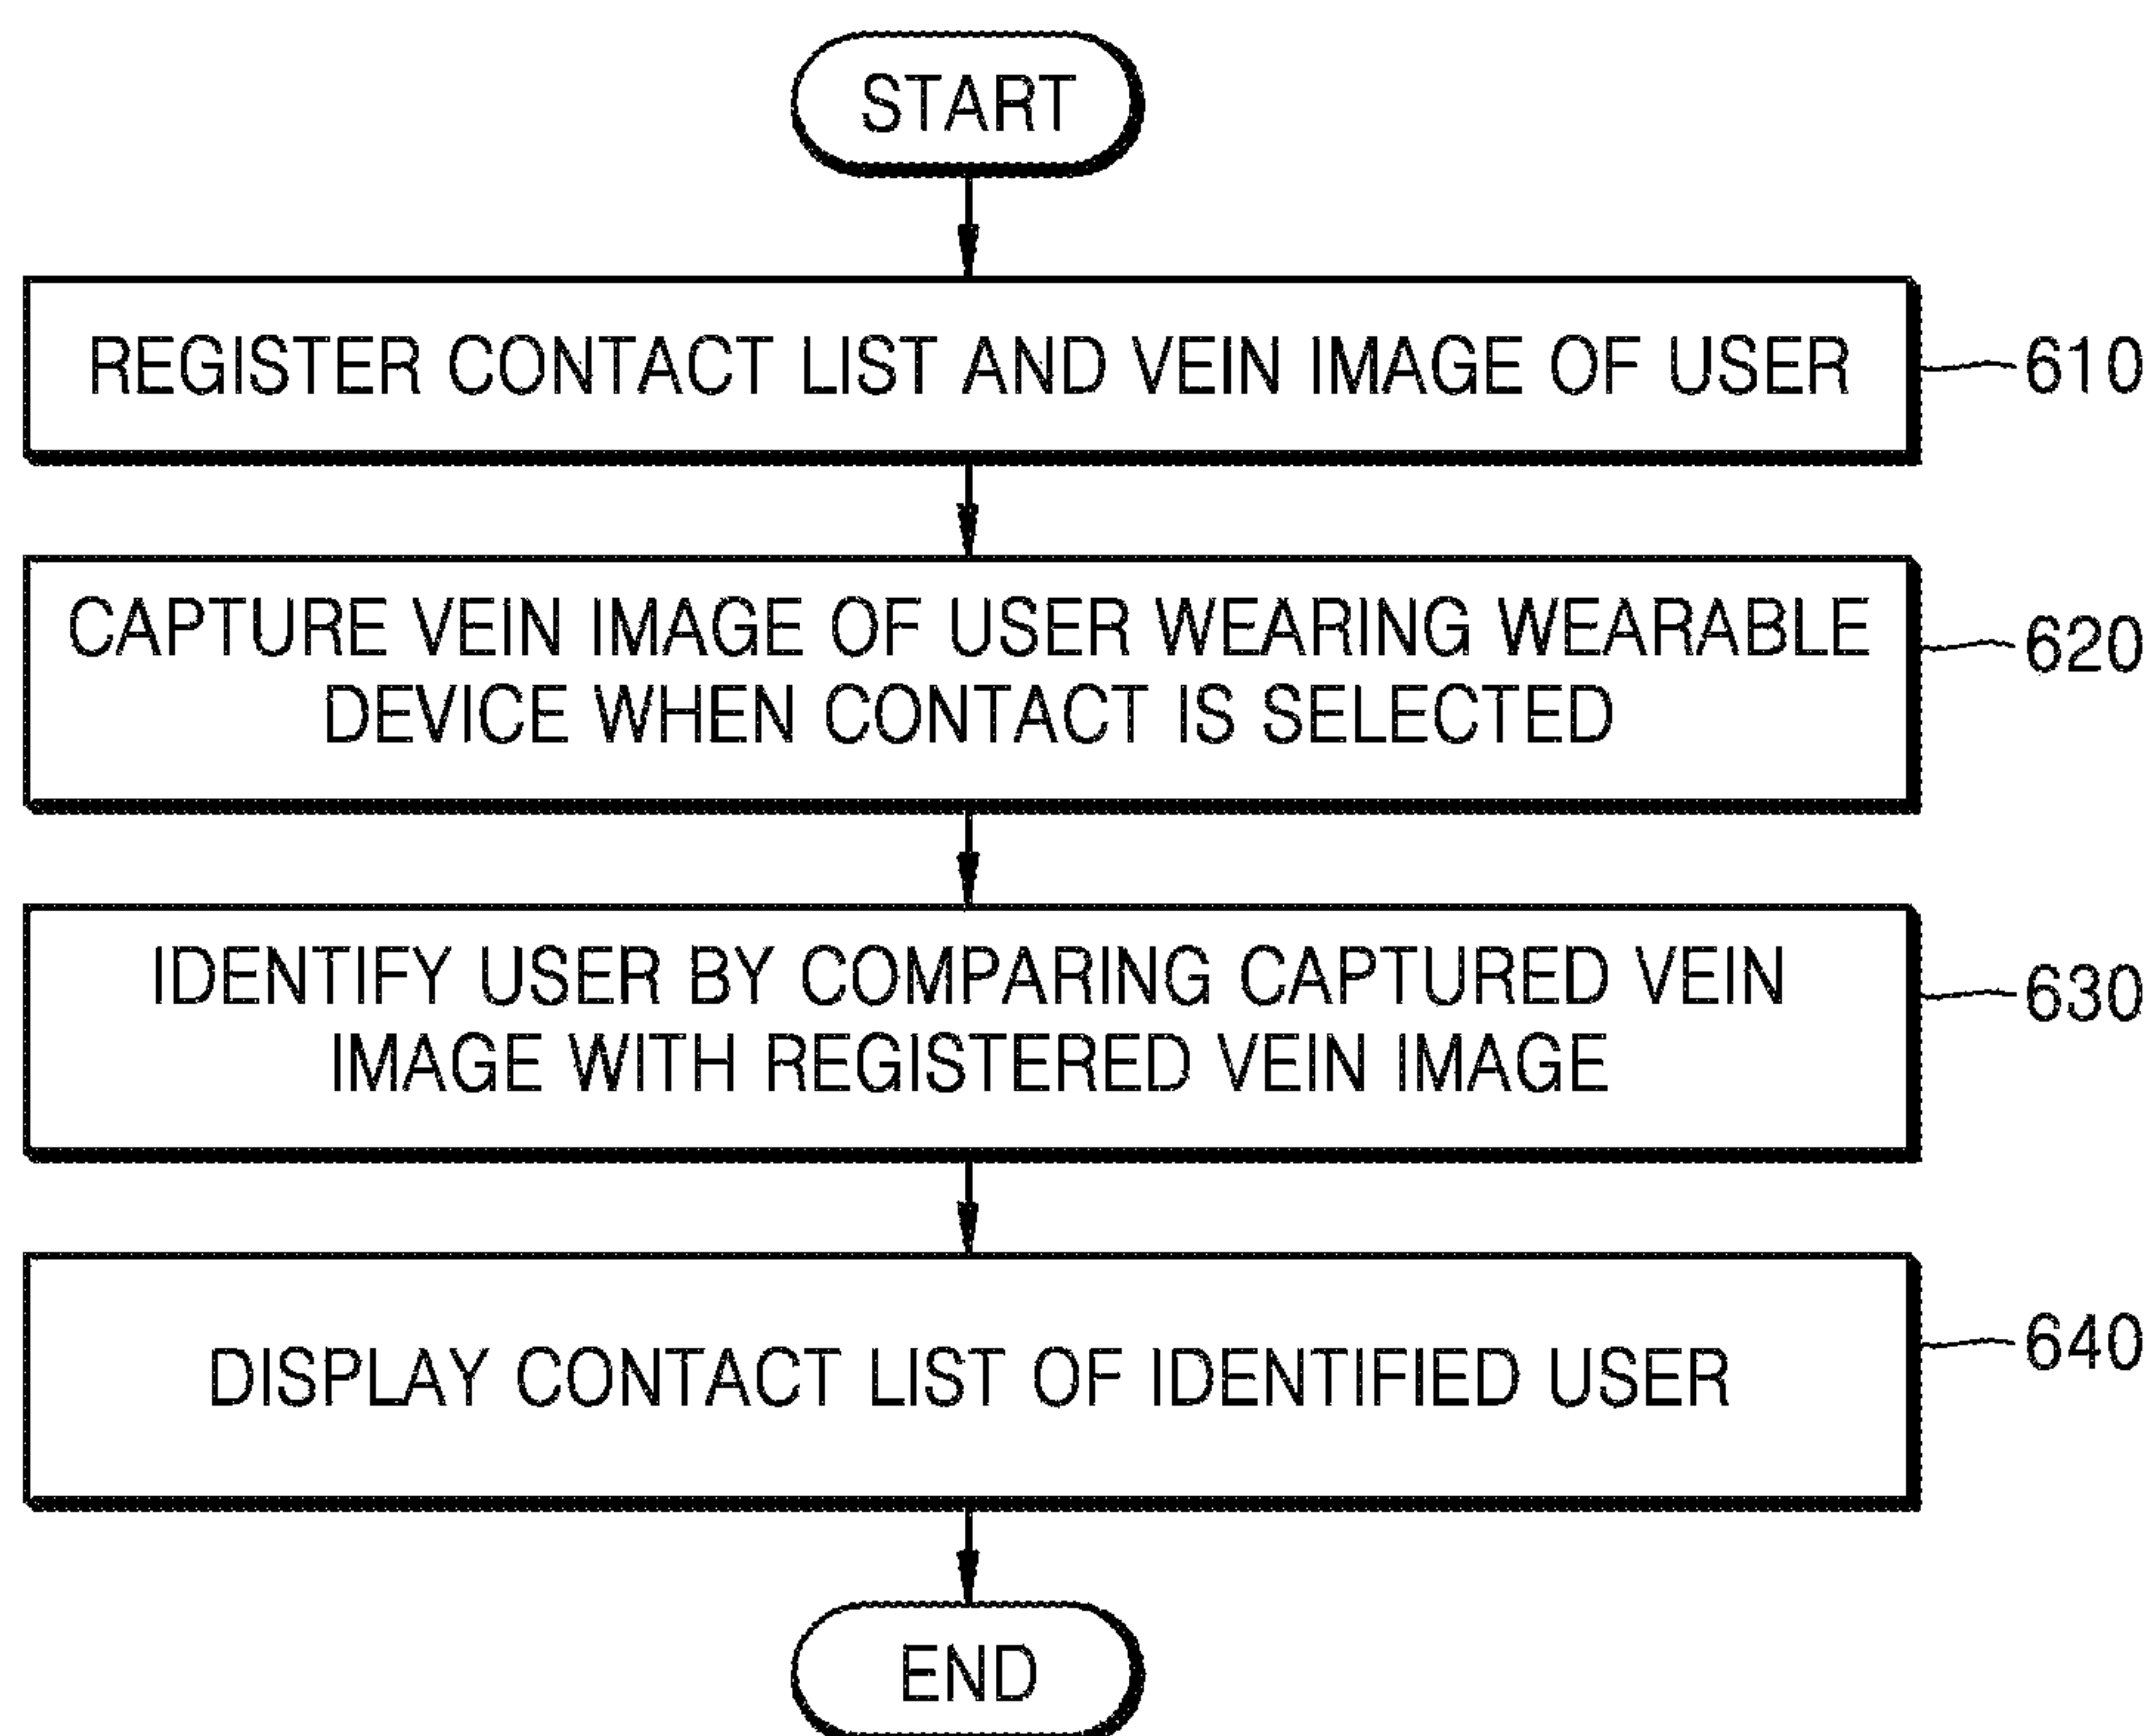 START
REGISTER CONTACT LIST AND VEIN IMAGE OF USER
610
CAPTURE VEIN IMAGE OF USER WEARING WEARABLE
DEVICE WHEN CONTACT IS SELECTED
620
IDENTIFY USER BY COMPARING CAPTURED VEIN
IMAGE WITH REGISTERED VEIN IMAGE
630
DISPLAY CONTACT LIST OF IDENTIFIED USER
640
END